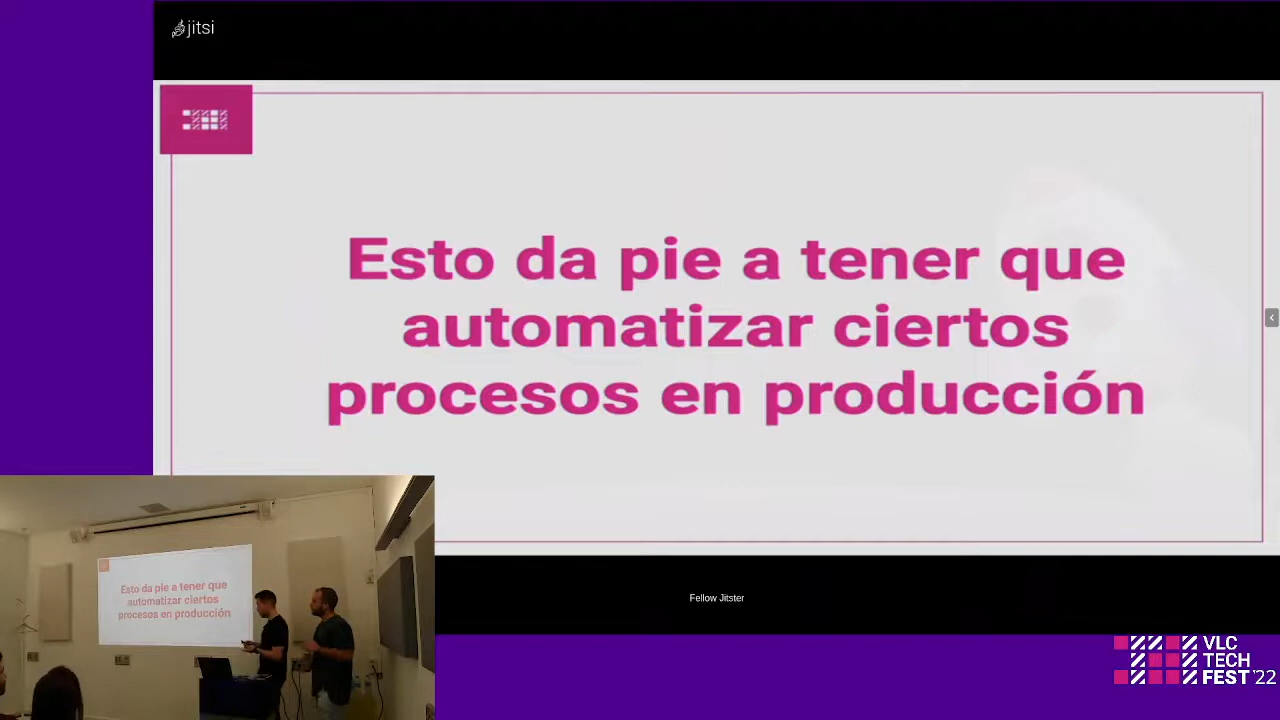 jitsi
Esto da pie a tener que
automatizar ciertos
procesos en producción
Esto da pie a tener que
automatizar ciertos
procesos en producción
Fellow Jitster
VLC
TECH
FEST'22